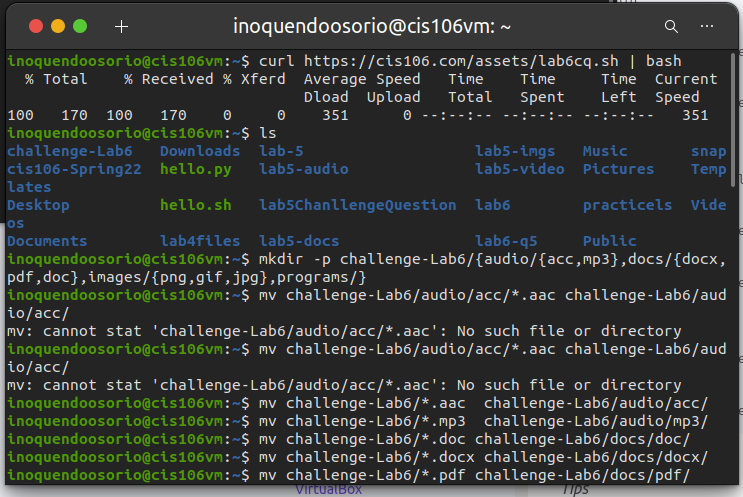 inoquendoosorio@cis106vm: ~
inoquendoosorio@cis106vm:~$ curl https://cis106.com/assets/lab6cq.sh | bash
  % Total    % Received % Xferd  Average Speed   Time    Time     Time  Current
                                 Dload  Upload   Total   Spent    Left  Speed
100   170  100   170    0     0    351      0 --:--:-- --:--:-- --:--:--   351
inoquendoosorio@cis106vm:~$ ls
challenge-Lab6   Downloads  lab-5                  lab5-imgs   Music      snap
cis106-Spring22  hello.py   lab5-audio             lab5-video  Pictures   Temp
lates
Desktop          hello.sh   lab5ChanllengeQuestion  lab6        practicels  Vide
os
Documents        lab4files  lab5-docs              lab6-q5     Public
inoquendoosorio@cis106vm:~$ mkdir -p challenge-Lab6/{audio/{acc,mp3},docs/{docx,
pdf,doc},images/{png,gif,jpg},programs/}
inoquendoosorio@cis106vm:~$ mv challenge-Lab6/audio/acc/*.aac challenge-Lab6/aud
io/acc/
mv: cannot stat 'challenge-Lab6/audio/acc/*.aac': No such file or directory
inoquendoosorio@cis106vm:~$ mv challenge-Lab6/audio/acc/*.aac challenge-Lab6/aud
io/acc/
mv: cannot stat 'challenge-Lab6/audio/acc/*.aac': No such file or directory
inoquendoosorio@cis106vm:~$ mv challenge-Lab6/*.aac  challenge-Lab6/audio/acc/
inoquendoosorio@cis106vm:~$ mv challenge-Lab6/*.mp3  challenge-Lab6/audio/mp3/
inoquendoosorio@cis106vm:~$ mv challenge-Lab6/*.doc challenge-Lab6/docs/doc/
inoquendoosorio@cis106vm:~$ mv challenge-Lab6/*.docx challenge-Lab6/docs/docx/
inoquendoosorio@cis106vm:~$ mv challenge-Lab6/*.pdf challenge-Lab6/docs/pdf/
VirtualBox
Tips